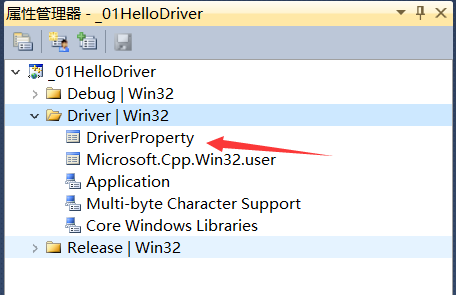 属性管理器 - _01HelloDriver
_01HelloDriver
Debug | Win32
Driver | Win32
DriverProperty
Microsoft.Cpp.Win32.user
Application
Multi-byte Character Support
Core Windows Libraries
Release | Win32